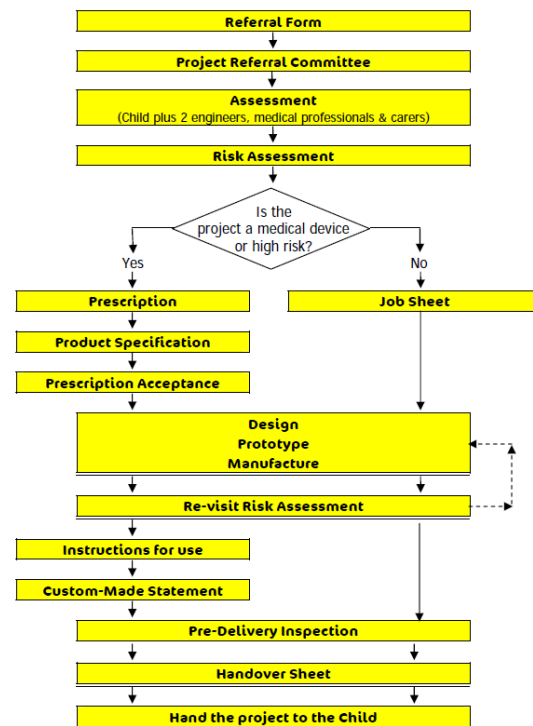 Referral Form
Project Referral Committee
Assessment
(Child plus 2 engineers, medical professionals & carers)
Risk Assessment
Is the
project a medical device
or high risk?
Yes
No
Prescription
Job Sheet
Product Specification
Prescription Acceptance
Design
Prototype
Manufacture
Re-visit Risk Assessment
Instructions for use
Custom-Made Statement
Pre-Delivery Inspection
Handover Sheet
Hand the project to the Child